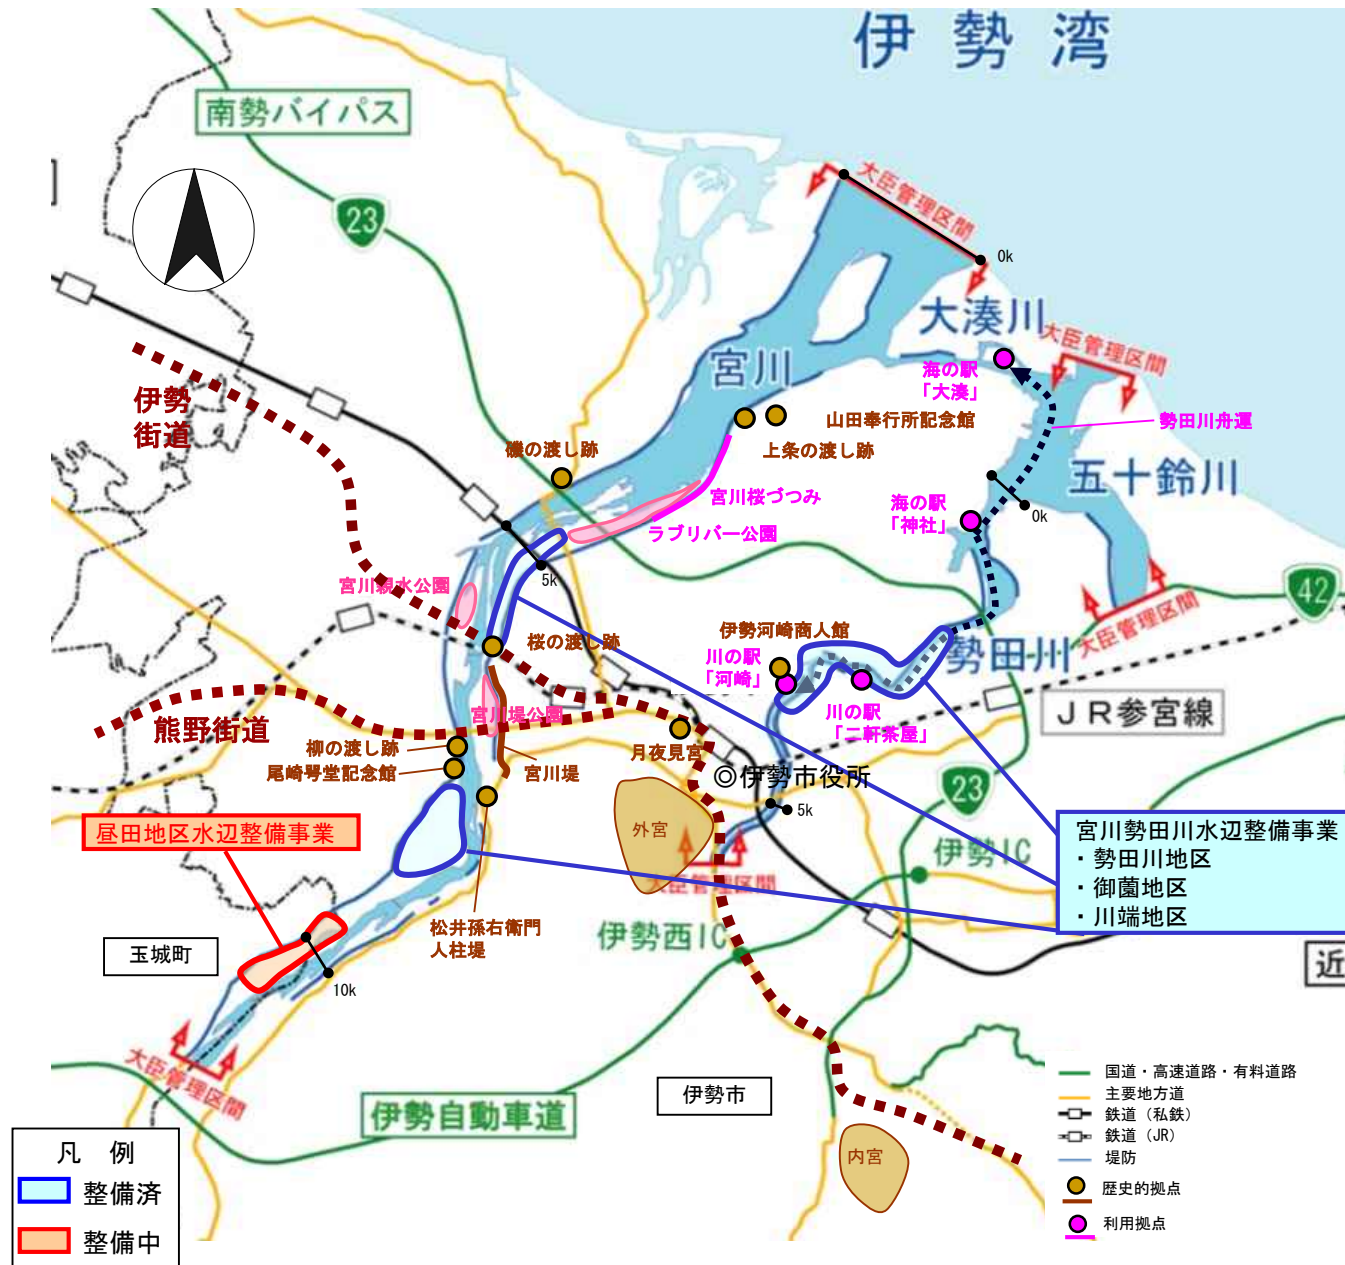 伊勢湾
南勢バイパス
23
大臣管理区間
0k
大湊川
大臣管理区間
宮川
海の駅
「大湊」
伊勢
街道
山田奉行所記念館
勢田川舟運
磯の渡し跡
上条の渡し跡
五十鈴川
宮川桜づつみ
海の駅
「神社」
0k
ラブリバー公園
5k
宮川親水公園
42
大臣管理区間
桜の渡し跡
伊勢河崎商人館
川の駅
「河崎」
勢田川
宮川堤公園
川の駅
「二軒茶屋」
JR参宮線
熊野街道
柳の渡し跡
月夜見宮
尾崎咢堂記念館
宮川堤
◎伊勢市役所
23
5k
昼田地区水辺整備事業
外宮
宮川勢田川水辺整備事業
・勢田川地区
・御薗地区
・川端地区
伊勢IC
大臣管理区間
松井孫右衛門
人柱堤
伊勢西IC
玉城町
近
10k
大臣管理区間
伊勢市
伊勢自動車道
内宮
国道・高速道路・有料道路
主要地方道
鉄道（私鉄）
鉄道（JR）
堤防
歴史的拠点
利用拠点
凡 例
整備済
整備中